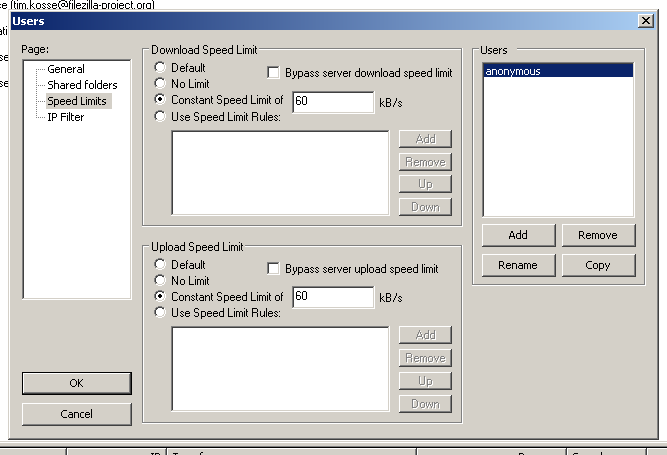 (tim.kosse@filezilla-project.org)
Users
Page:
General
Shared folders
Speed Limits
IP Filter
OK
Cancel
Download Speed Limit
Default
Bypass server download speed limit
No Limit
Constant Speed Limit of 60 kB/s
Use Speed Limit Rules:
Add
Remove
Up
Down
Upload Speed Limit
Default
Bypass server upload speed limit
No Limit
Constant Speed Limit of 60 kB/s
Use Speed Limit Rules:
Add
Remove
Up
Down
Users
anonymous
Add Remove
Rename Copy